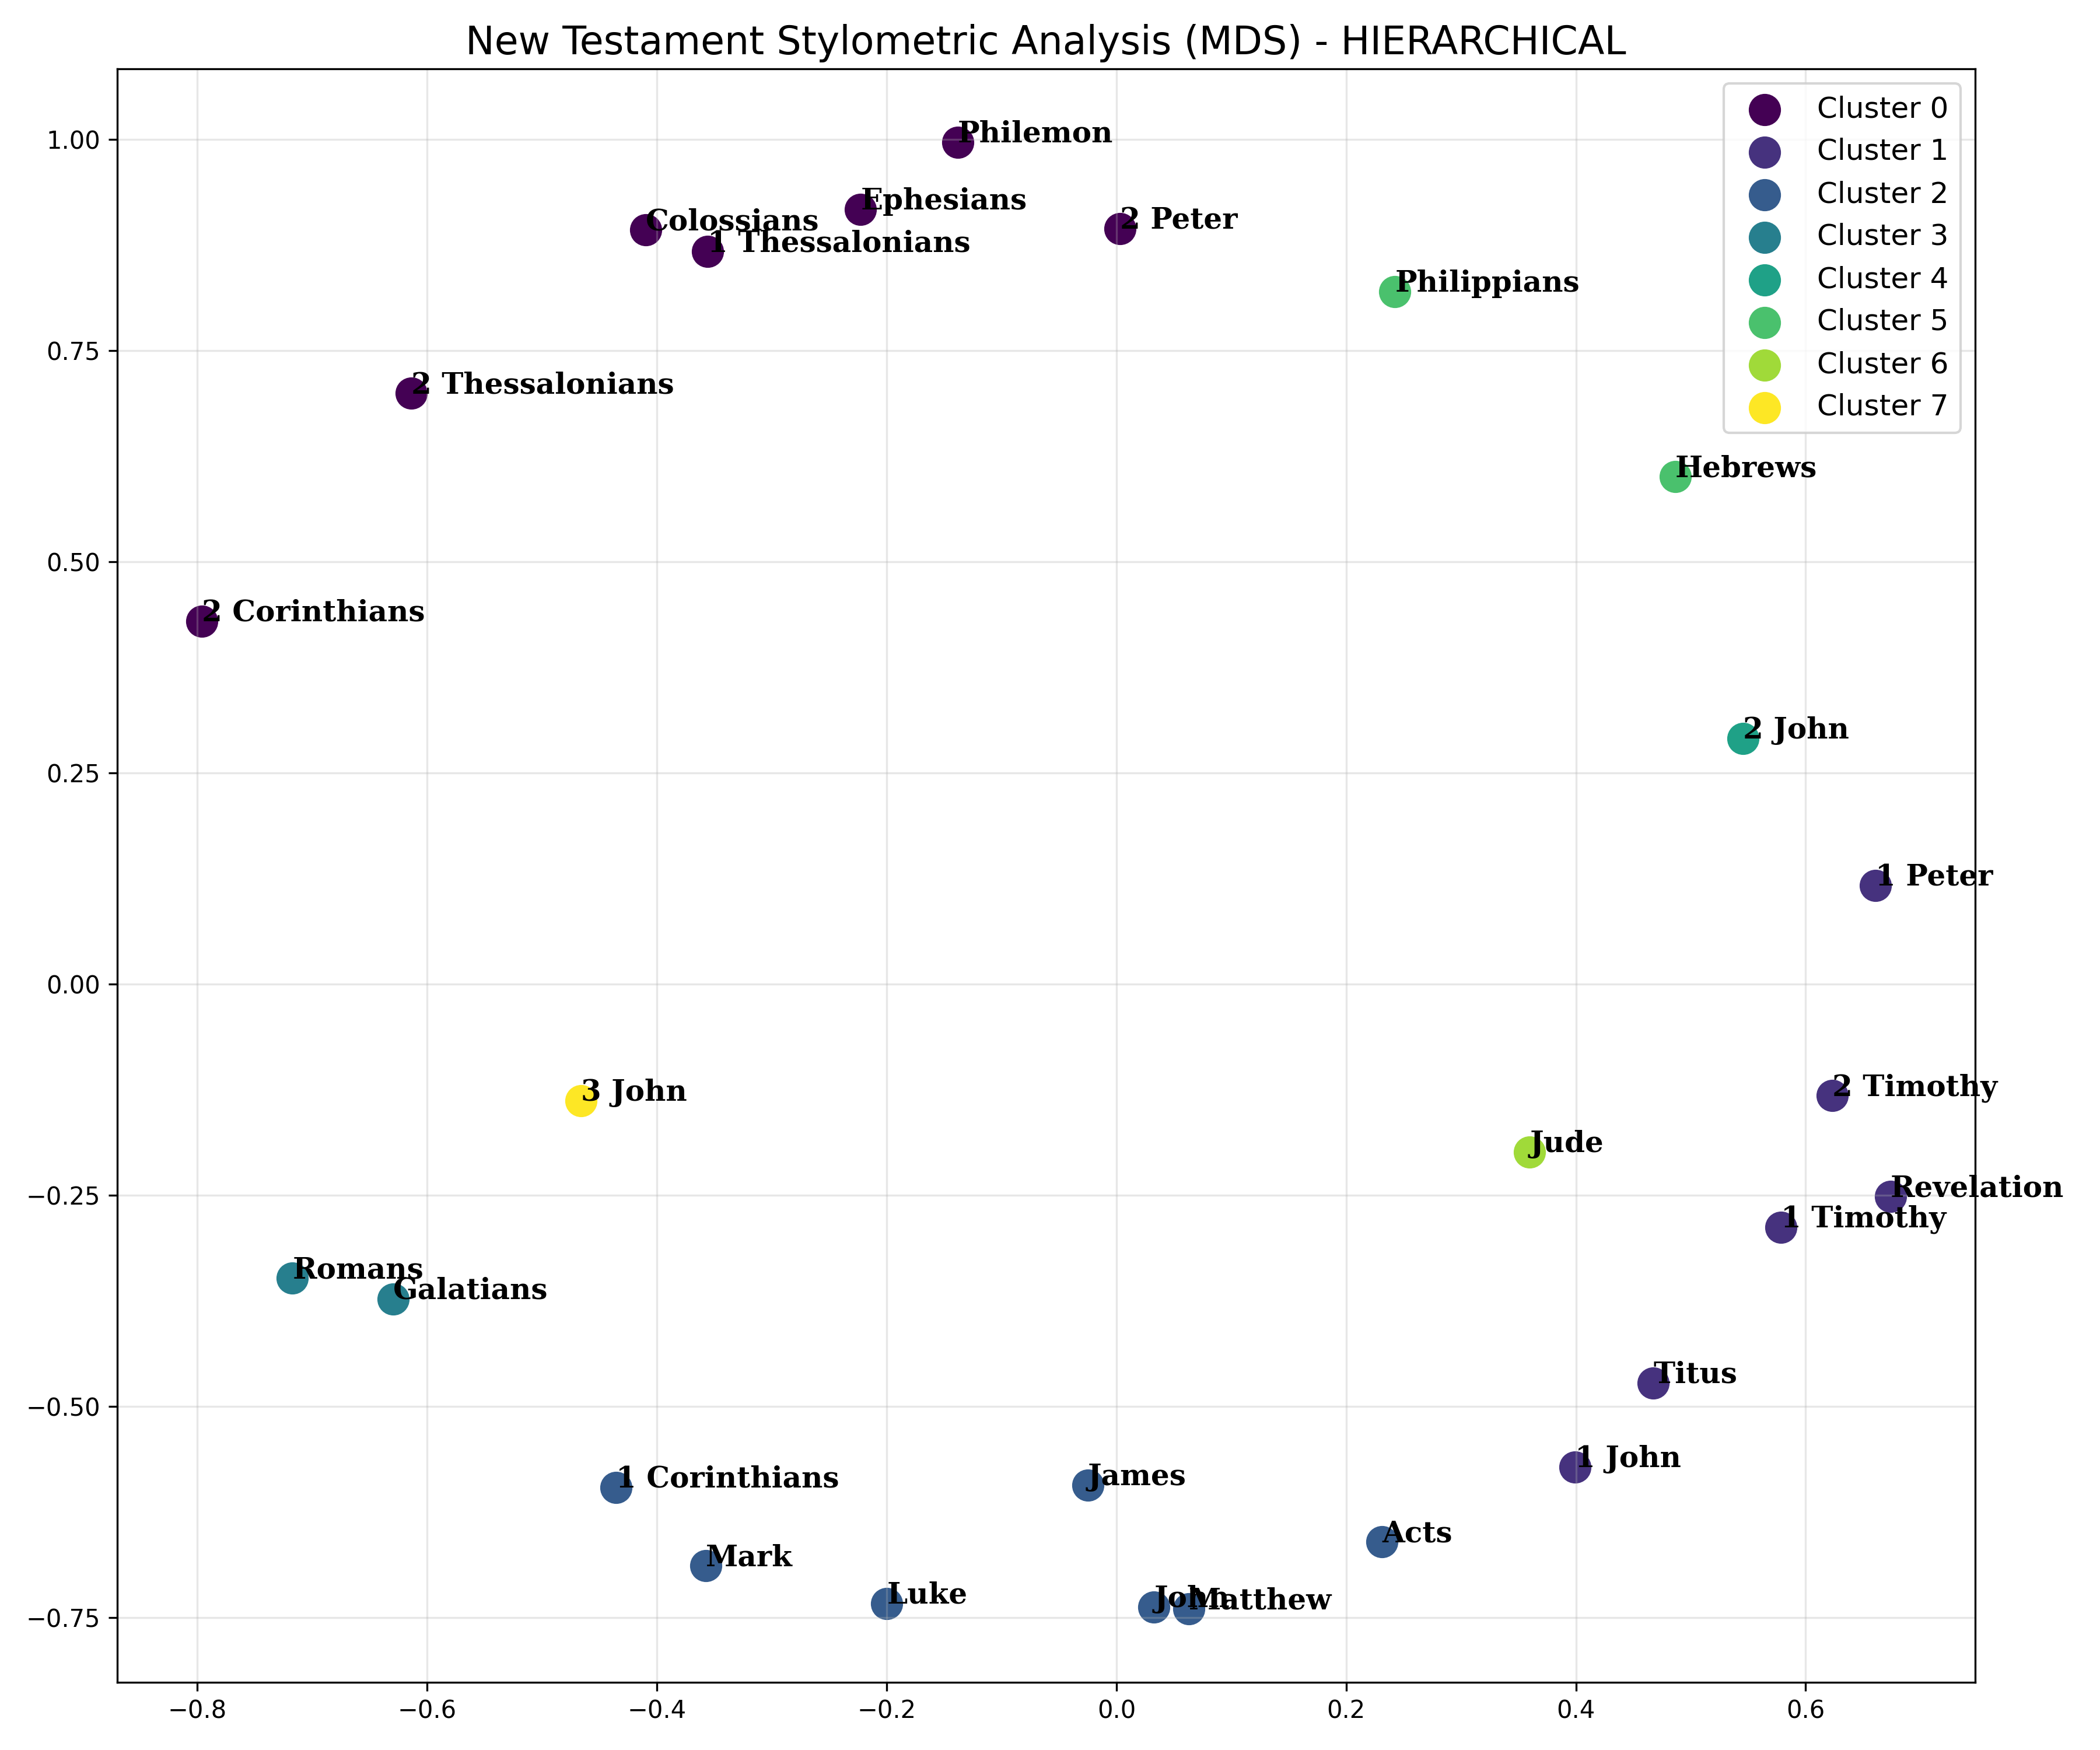 New Testament Stylometric Analysis (MDS) - HIERARCHICAL
Cluster 0
Cluster 1
Cluster 2
Cluster 3
Cluster 4
Cluster 5
Cluster 6
Cluster 7
1.00
0.75
0.50
0.25
0.00
−0.25
−0.50
−0.75
Philemon
Ephesians
Colossians
2 Peter
1 Thessalonians
Philippians
2 Thessalonians
Hebrews
2 Corinthians
2 John
1 Peter
2 Timothy
3 John
Jude
Revelation
1 Timothy
Romans
Galatians
Titus
1 John
1 Corinthians
James
Acts
Mark
Luke
John
Matthew
−0.8
−0.6
−0.4
−0.2
0.0
0.2
0.4
0.6